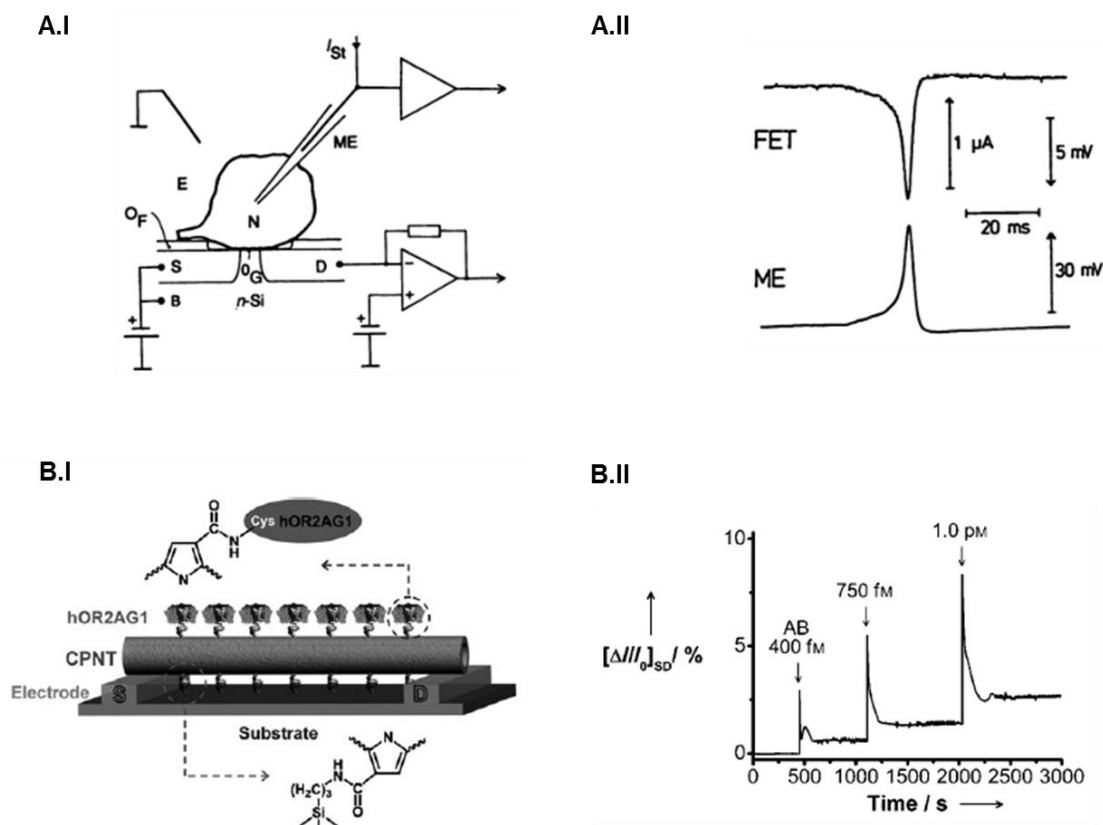 A.I
I_St
ME
E
N
O_F
S
D
G
B
n-Si
+
+
-
+
A.II
FET
1 µA
5 mV
20 ms
ME
30 mV
B.I
O
C
N
H
Cys hOR2AG1
N
hOR2AG1
CPNT
Electrode
S
D
Substrate
N
(H₂C)₃
NH
C
O
Si
B.II
10
5
0
[ΔI/I₀]SD / %
AB
400 fM
750 fM
1.0 pM
0 500 1000 1500 2000 2500 3000
Time / s